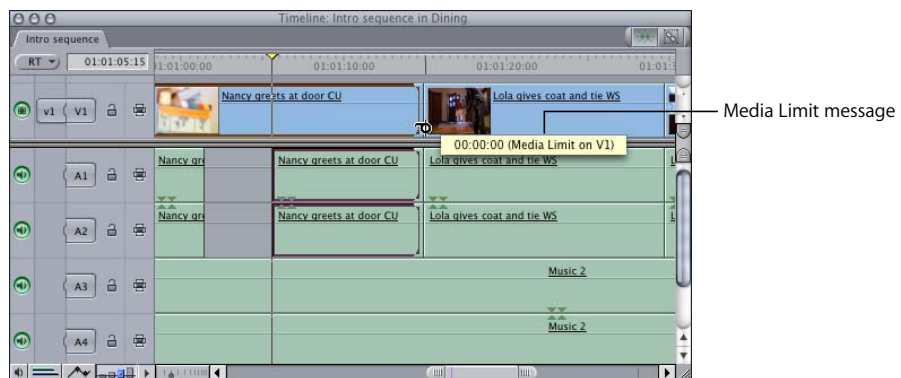 Timeline: Intro sequence in Dining
Intro sequence
RT 01:01:05:15 01:01:00:00 01:01:10:00 01:01:20:00 01:01:3
v1 V1 Nancy greets at door CU Lola gives coat and tie WS
Media Limit message
00:00:00 (Media Limit on V1)
A1 Nancy gre Nancy greets at door CU Lola gives coat and tie WS L
A2 Nancy gre Nancy greets at door CU Lola gives coat and tie WS L
A3 Music 2
A4 Music 2